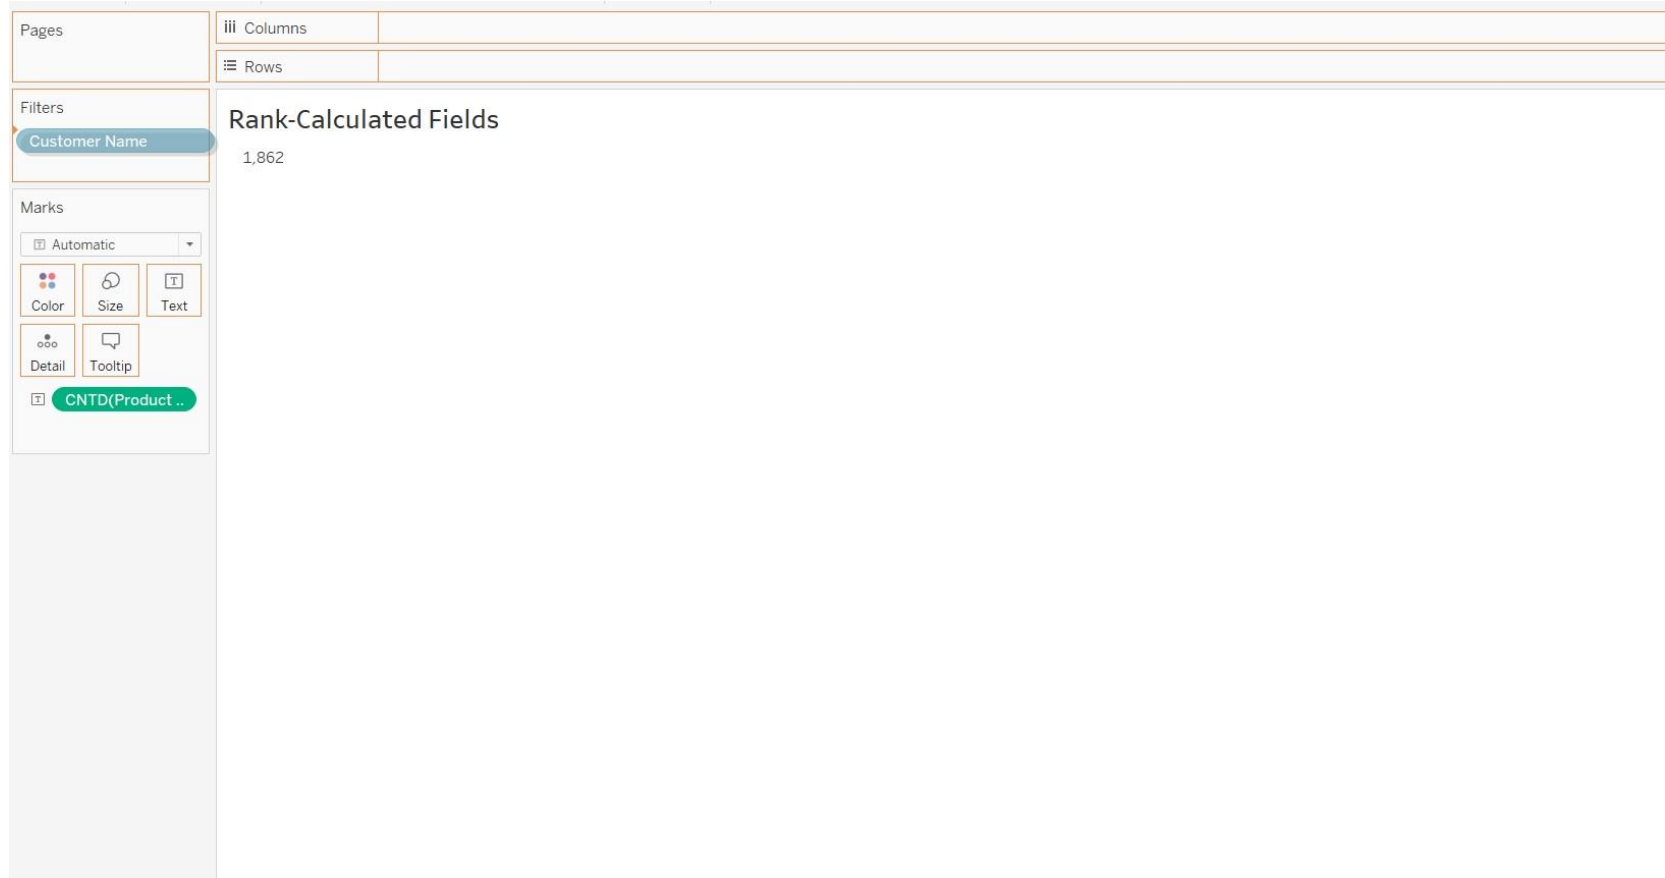 Pages
iii Columns
Rows
Filters
Customer Name
Rank-Calculated Fields
1,862
Marks
T Automatic
Color
Size
T
Text
Detail
Tooltip
T CNTD(Product ..